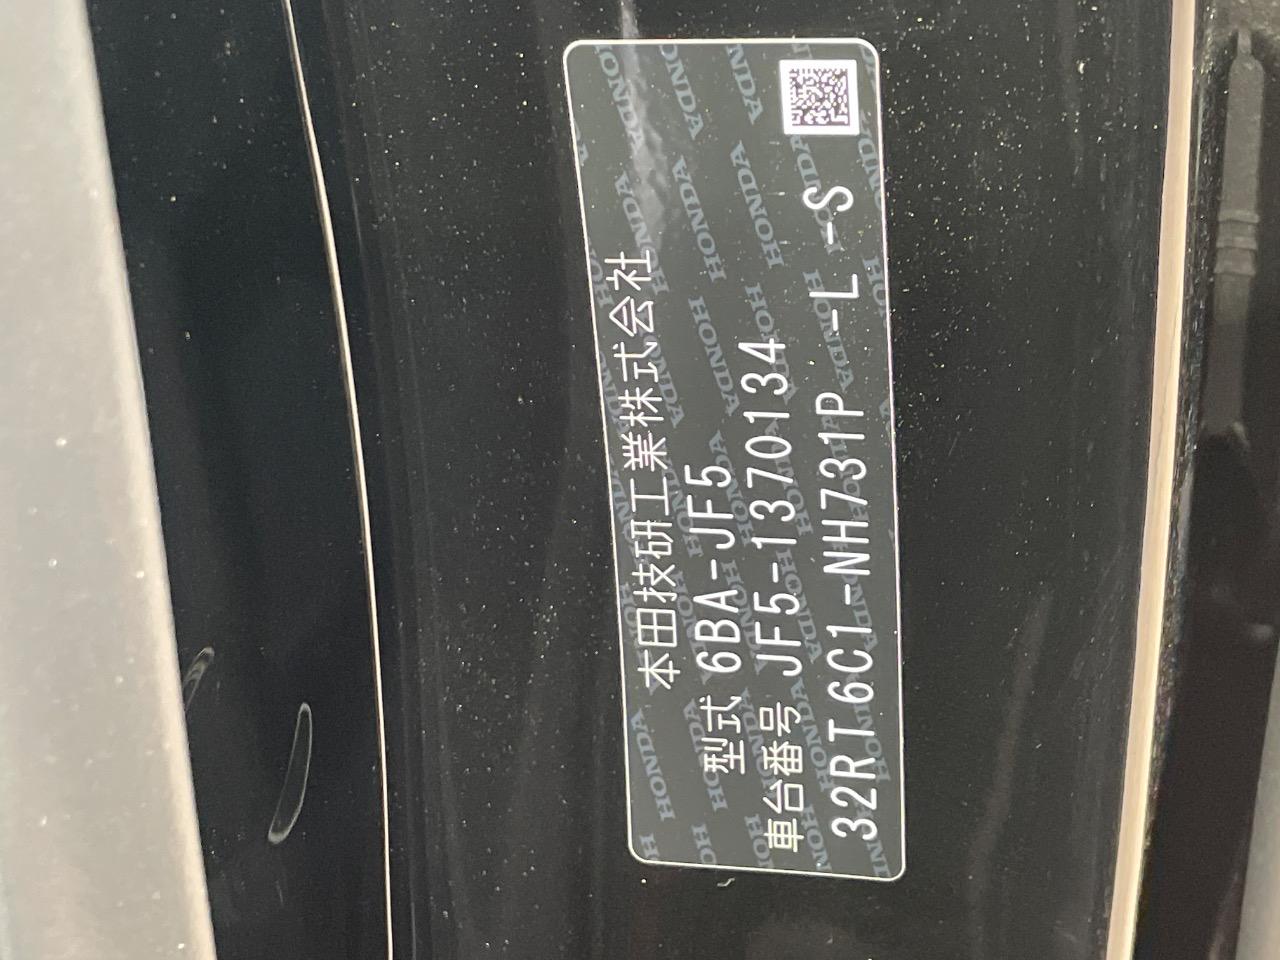 本田技研工業株式会社
型式 6BA-JF5
車台番号 JF5-1370134
32RT6C1-NH731P -L -S